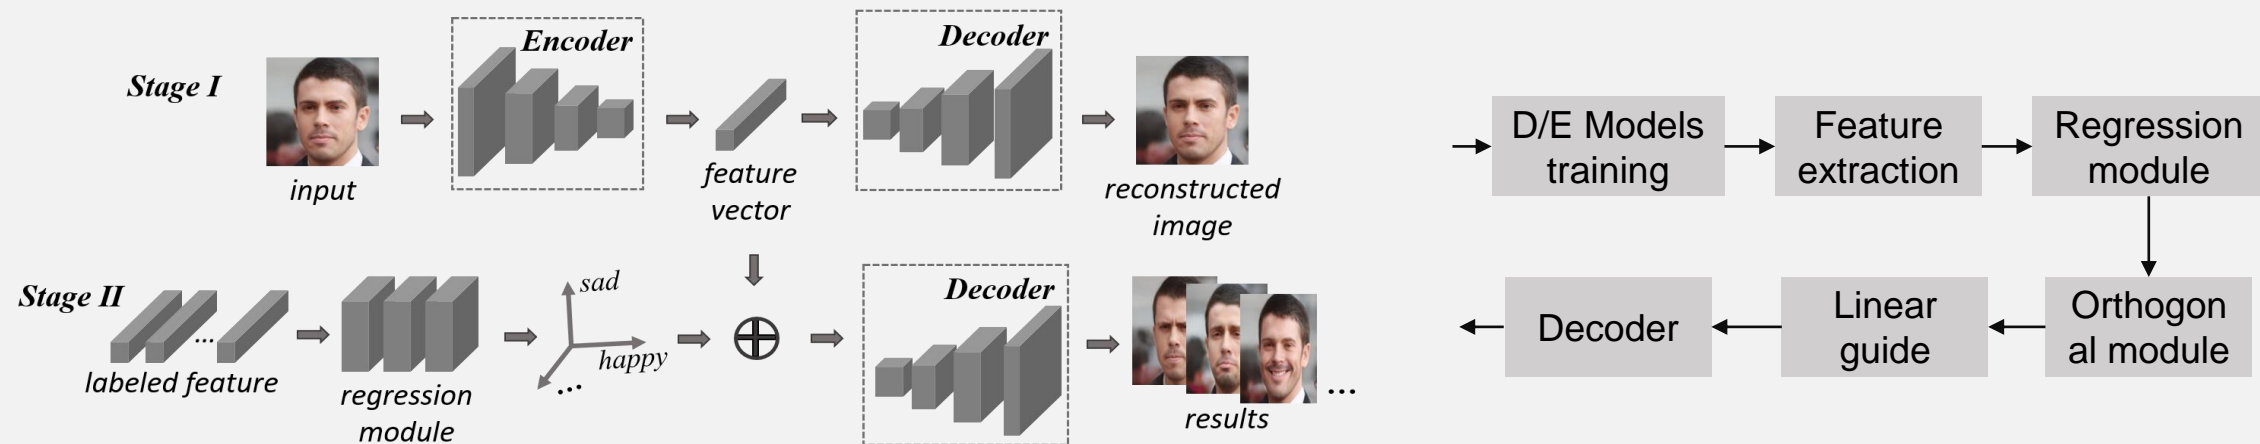 Stage I
input
Encoder
feature
vector
Decoder
reconstructed
image
Stage II
...
labeled feature
regression
module
sad
happy
...
Decoder
results
...
D/E Models
training
Feature
extraction
Regression
module
Orthogon
al module
Linear
guide
Decoder